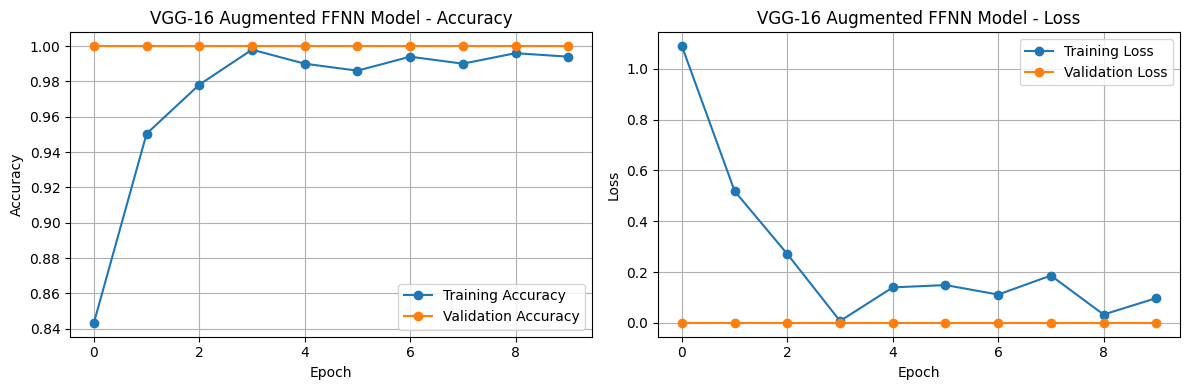 VGG-16 Augmented FFNN Model - Accuracy
1.00
0.98
0.96
0.94
0.92
0.90
0.88
0.86
0.84
Accuracy
Training Accuracy
Validation Accuracy
0 2 4 6 8
Epoch
VGG-16 Augmented FFNN Model - Loss
Training Loss
Validation Loss
1.0
0.8
0.6
0.4
0.2
0.0
Loss
0 2 4 6 8
Epoch